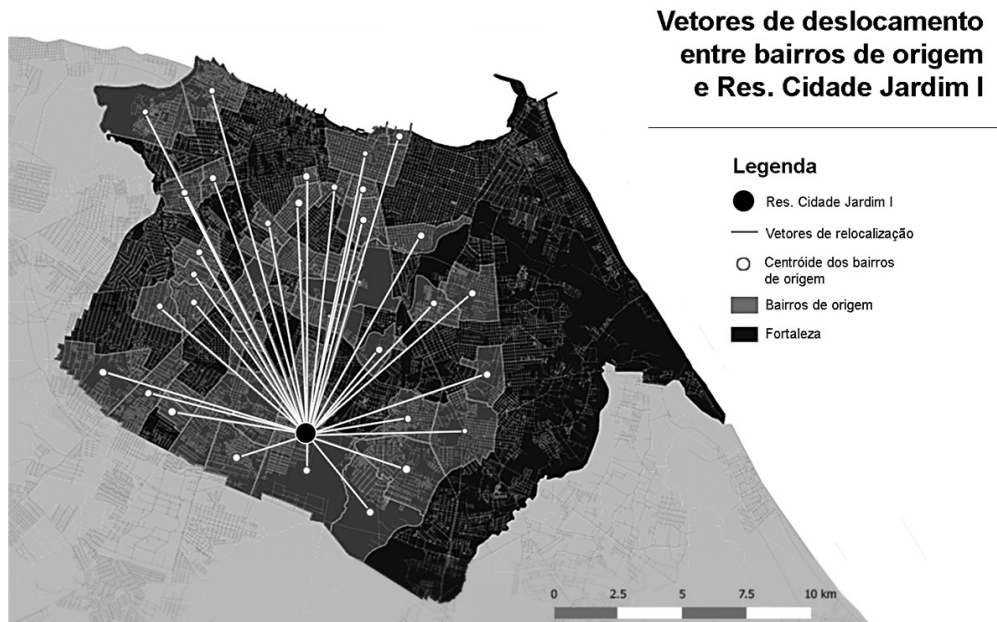 Vetores de deslocamento
entre bairros de origem
e Res. Cidade Jardim I
Legenda
Res. Cidade Jardim I
Vetores de relocalização
Centróide dos bairros
de origem
Bairros de origem
Fortaleza
0 2.5 5 7.5 10 km